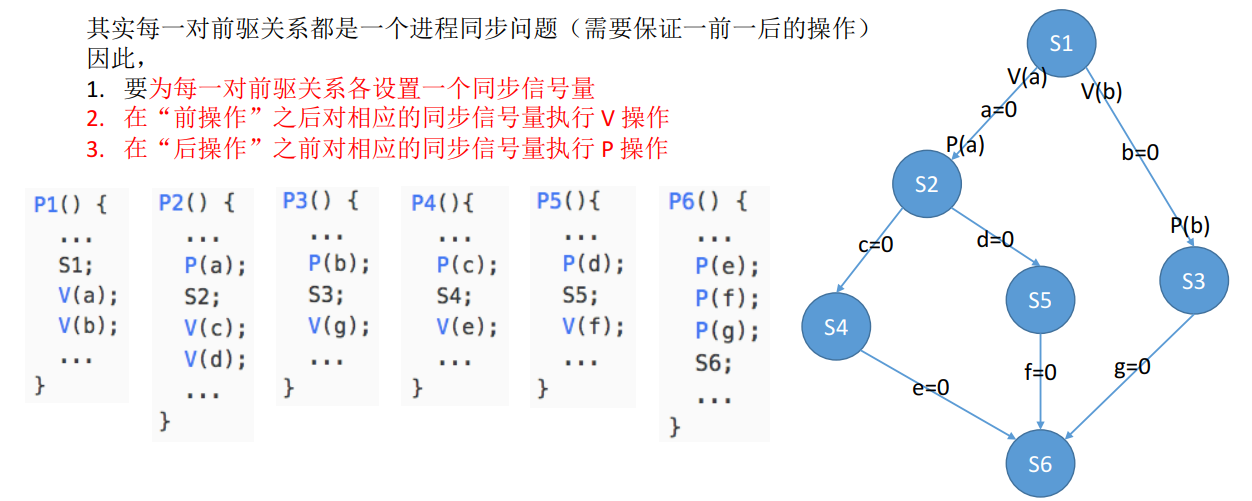 其实每一对前驱关系都是一个进程同步问题（需要保证一前一后的操作）
因此，
1. 要为每一对前驱关系各设置一个同步信号量
2. 在“前操作”之后对相应的同步信号量执行 V 操作
3. 在“后操作”之前对相应的同步信号量执行 P 操作
P1() {
...
S1;
V(a);
V(b);
...
}
P2() {
...
P(a);
S2;
V(c);
V(d);
...
}
P3() {
...
P(b);
S3;
V(g);
...
}
P4(){
...
P(c);
S4;
V(e);
...
}
P5(){
...
P(d);
S5;
V(f);
...
}
P6() {
...
P(e);
P(f);
P(g);
S6;
...
}
S1
V(a)
V(b)
a=0
P(a)
b=0
S2
P(b)
c=0
d=0
S3
S5
S4
f=0
g=0
e=0
S6